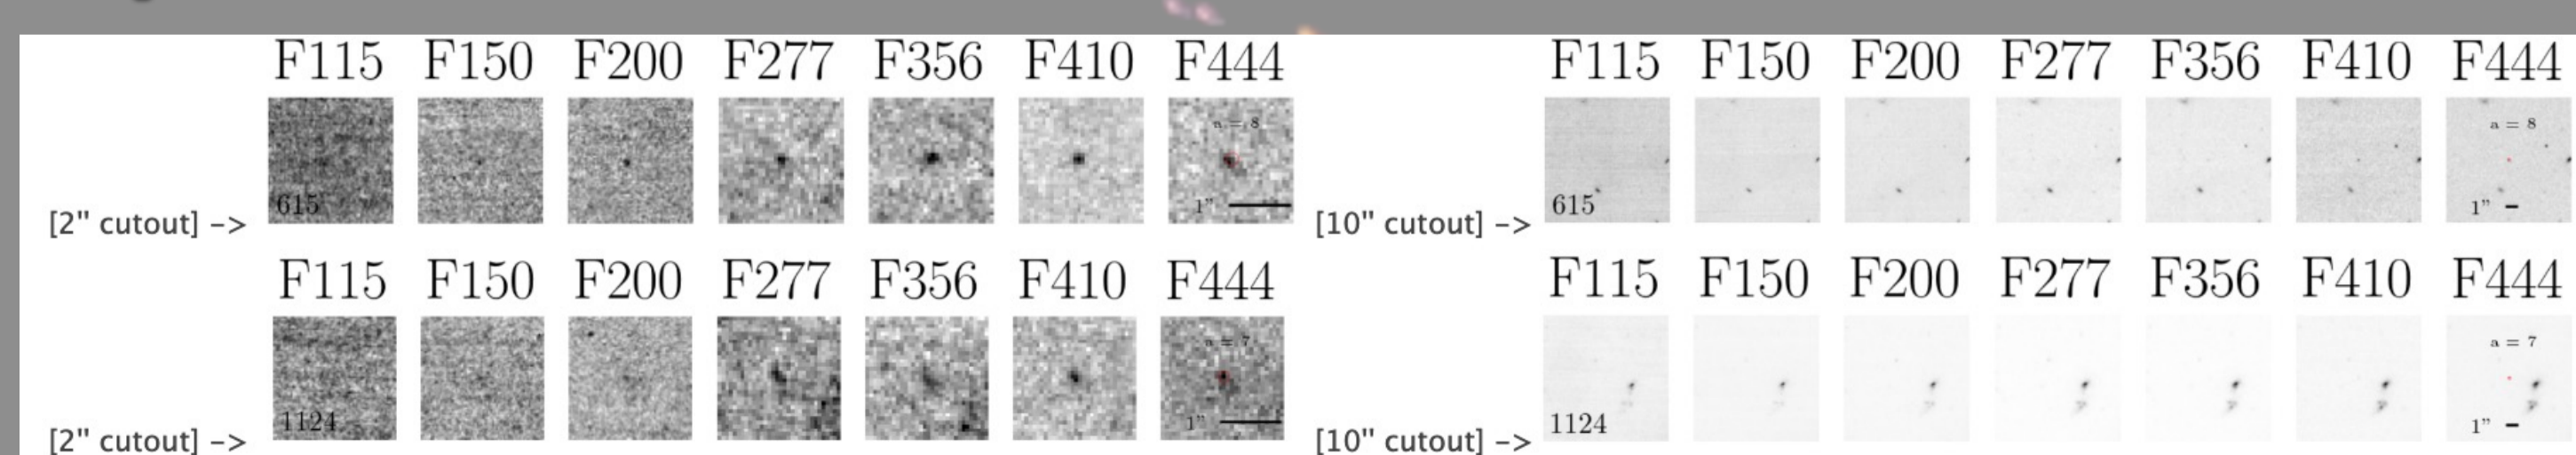 F115 F150 F200 F277 F356 F410 F444
F115 F150 F200 F277 F356 F410 F444
a = 8
a = 8
615
1"
615
1"
[2" cutout] –>
[10" cutout] –>
F115 F150 F200 F277 F356 F410 F444
F115 F150 F200 F277 F356 F410 F444
a = 7
a = 7
1124
1"
1124
1"
[2" cutout] –>
[10" cutout] –>